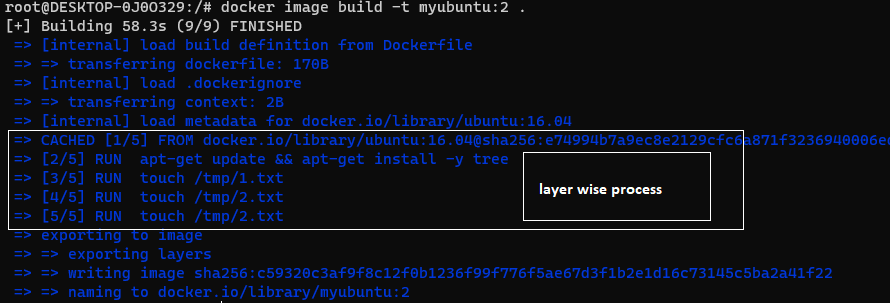 root@DESKTOP-0J0O329:/# docker image build -t myubuntu:2 .
[+] Building 58.3s (9/9) FINISHED
=> [internal] load build definition from Dockerfile
=> => transferring dockerfile: 170B
=> [internal] load .dockerignore
=> => transferring context: 2B
=> [internal] load metadata for docker.io/library/ubuntu:16.04
=> CACHED [1/5] FROM docker.io/library/ubuntu:16.04@sha256:e74994b7a9ec8e2129cfc6a871f3236940006e
=> [2/5] RUN  apt-get update && apt-get install -y tree
=> [3/5] RUN  touch /tmp/1.txt
layer wise process
=> [4/5] RUN  touch /tmp/2.txt
=> [5/5] RUN  touch /tmp/2.txt
=> exporting to image
=> => exporting layers
=> => writing image sha256:c59320c3af9f8c12f0b1236f99f776f5ae67d3f1b2e1d16c73145c5ba2a41f22
=> => naming to docker.io/library/myubuntu:2